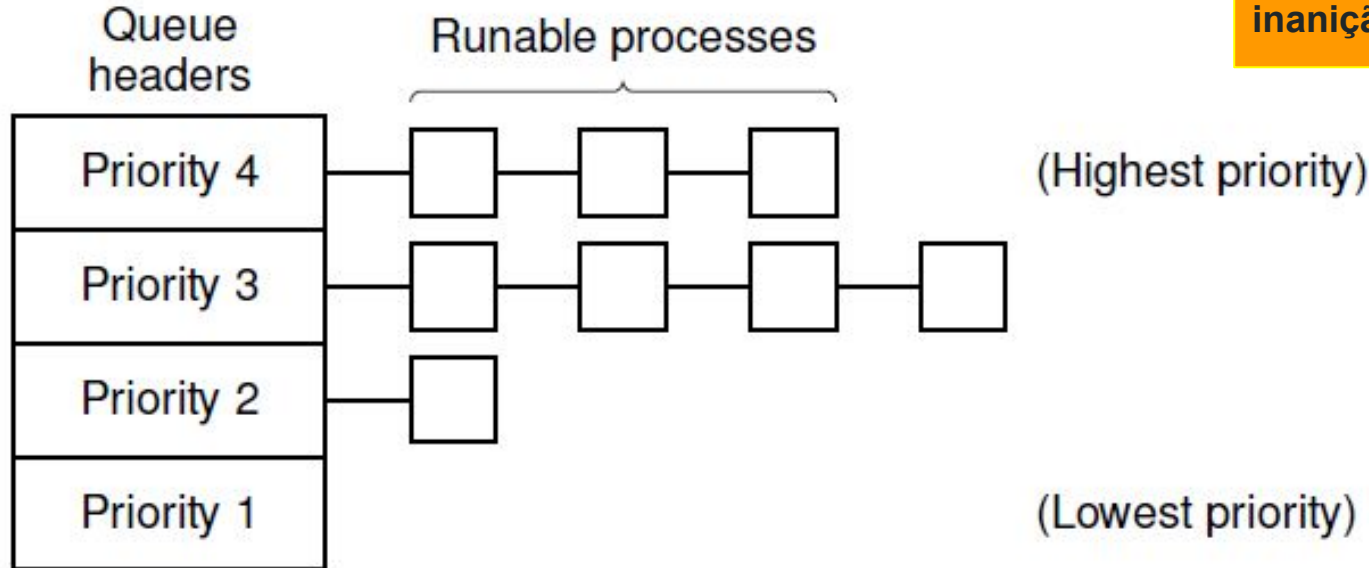 Queue
headers
Runable processes
Priority 4
(Highest priority)
Priority 3
Priority 2
Priority 1
(Lowest priority)